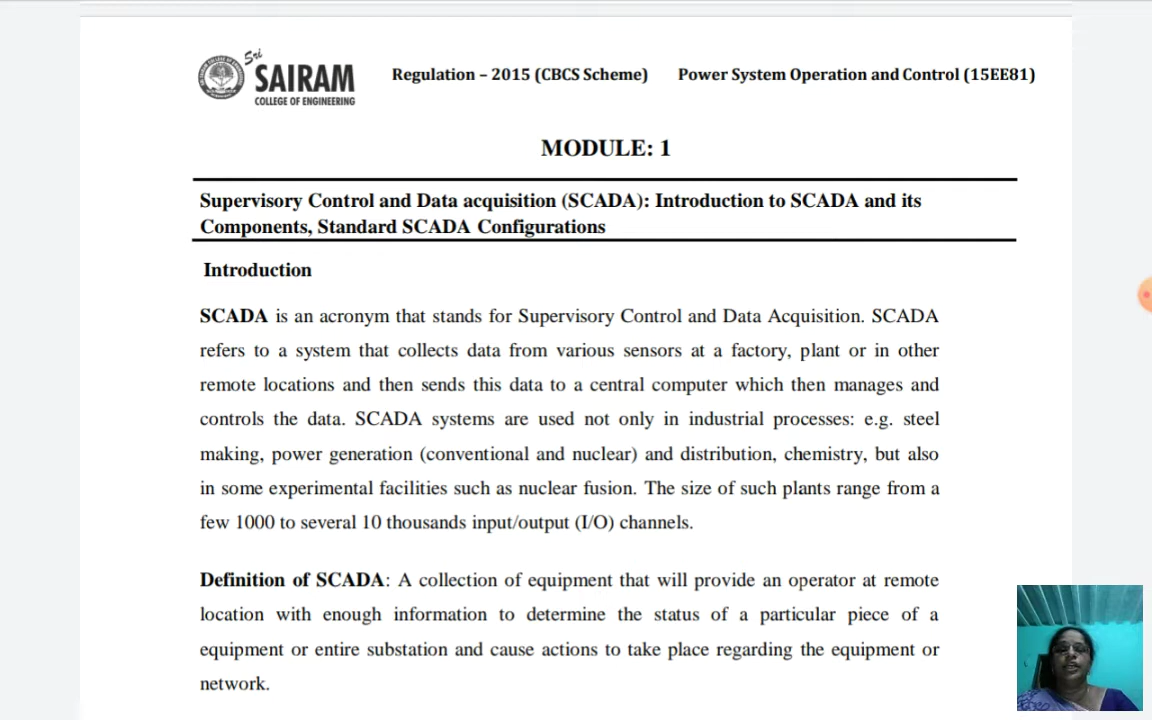 Sri
SAIRAM
COLLEGE OF ENGINEERING
Regulation – 2015 (CBCS Scheme) Power System Operation and Control (15EE81)
MODULE: 1
Supervisory Control and Data acquisition (SCADA): Introduction to SCADA and its
Components, Standard SCADA Configurations
Introduction
SCADA is an acronym that stands for Supervisory Control and Data Acquisition. SCADA
refers to a system that collects data from various sensors at a factory, plant or in other
remote locations and then sends this data to a central computer which then manages and
controls the data. SCADA systems are used not only in industrial processes: e.g. steel
making, power generation (conventional and nuclear) and distribution, chemistry, but also
in some experimental facilities such as nuclear fusion. The size of such plants range from a
few 1000 to several 10 thousands input/output (I/O) channels.
Definition of SCADA: A collection of equipment that will provide an operator at remote
location with enough information to determine the status of a particular piece of a
equipment or entire substation and cause actions to take place regarding the equipment or
network.